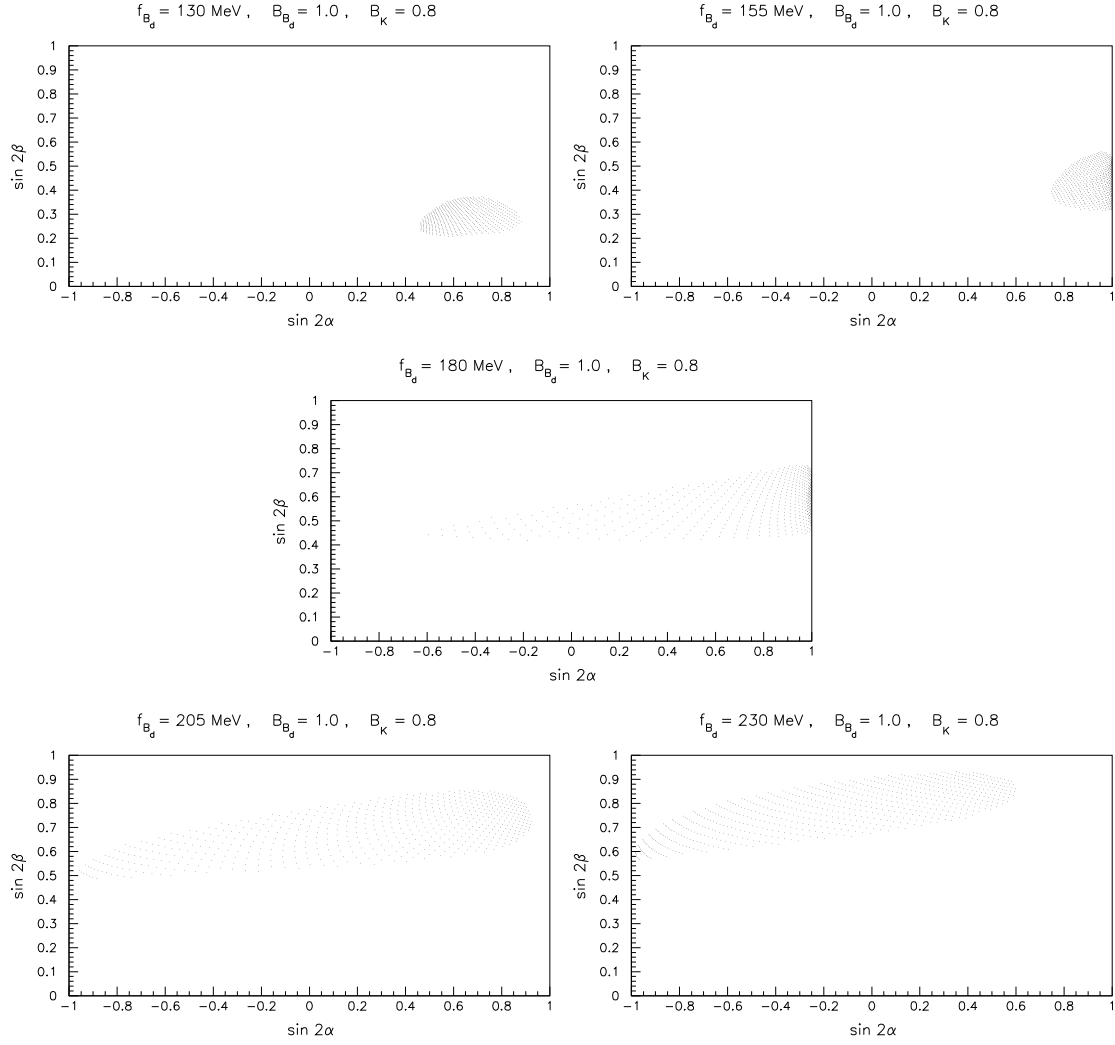 f_{B_d} = 130 MeV ,   B_{B_d} = 1.0 ,   B_K = 0.8
1
0.9
0.8
0.7
0.6
0.5
0.4
0.3
0.2
0.1
0
sin 2β
−1 −0.8 −0.6 −0.4 −0.2 0 0.2 0.4 0.6 0.8 1
sin 2α
f_{B_d} = 155 MeV ,   B_{B_d} = 1.0 ,   B_K = 0.8
1
0.9
0.8
0.7
0.6
0.5
0.4
0.3
0.2
0.1
0
sin 2β
−1 −0.8 −0.6 −0.4 −0.2 0 0.2 0.4 0.6 0.8 1
sin 2α
f_{B_d} = 180 MeV ,   B_{B_d} = 1.0 ,   B_K = 0.8
1
0.9
0.8
0.7
0.6
0.5
0.4
0.3
0.2
0.1
0
sin 2β
−1 −0.8 −0.6 −0.4 −0.2 0 0.2 0.4 0.6 0.8 1
sin 2α
f_{B_d} = 205 MeV ,   B_{B_d} = 1.0 ,   B_K = 0.8
1
0.9
0.8
0.7
0.6
0.5
0.4
0.3
0.2
0.1
0
sin 2β
−1 −0.8 −0.6 −0.4 −0.2 0 0.2 0.4 0.6 0.8 1
sin 2α
f_{B_d} = 230 MeV ,   B_{B_d} = 1.0 ,   B_K = 0.8
1
0.9
0.8
0.7
0.6
0.5
0.4
0.3
0.2
0.1
0
sin 2β
−1 −0.8 −0.6 −0.4 −0.2 0 0.2 0.4 0.6 0.8 1
sin 2α